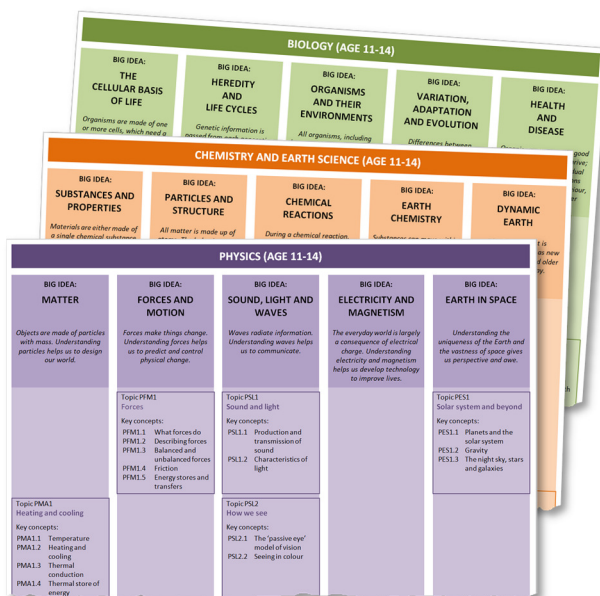 BIOLOGY (AGE 11-14)
BIG IDEA:
THE
CELLULAR BASIS
OF LIFE
Organisms are made of
one or more cells, which need a
BIG IDEA:
HEREDITY
AND
LIFE CYCLES
Genetic information is
BIG IDEA:
ORGANISMS
AND THEIR
ENVIRONMENTS
All organisms, including
BIG IDEA:
VARIATION,
ADAPTATION
AND EVOLUTION
Differences between
BIG IDEA:
HEALTH
AND
DISEASE
good
CHEMISTRY AND EARTH SCIENCE (AGE 11-14)
BIG IDEA:
SUBSTANCES AND
PROPERTIES
Materials are either made of
a single chemical substance
BIG IDEA:
PARTICLES AND
STRUCTURE
All matter is made up of
BIG IDEA:
CHEMICAL
REACTIONS
During a chemical reaction,
BIG IDEA:
EARTH
CHEMISTRY
BIG IDEA:
DYNAMIC
EARTH
as new
older
PHYSICS (AGE 11-14)
BIG IDEA:
MATTER
Objects are made of particles
with mass. Understanding
particles helps us to design
our world.
BIG IDEA:
FORCES AND
MOTION
Forces make things change.
Understanding forces helps
us to predict and control
physical change.
BIG IDEA:
SOUND, LIGHT AND
WAVES
Waves radiate information.
Understanding waves helps
us to communicate.
BIG IDEA:
ELECTRICITY AND
MAGNETISM
The everyday world is largely
a consequence of electrical
charge. Understanding
electricity and magnetism
helps us develop technology
to improve lives.
BIG IDEA:
EARTH IN SPACE
Understanding the
uniqueness of the Earth and
the vastness of space gives
us perspective and awe.
Topic PFM1
Forces
Key concepts:
PFM1.1 What forces do
PFM1.2 Describing forces
PFM1.3 Balanced and
unbalanced forces
PFM1.4 Friction
PFM1.5 Energy stores and
transfers
Topic PSL1
Sound and light
Key concepts:
PSL1.1 Production and
transmission of
sound
PSL1.2 Characteristics of
light
Topic PES1
Solar system and beyond
Key concepts:
PES1.1 Planets and the
solar system
PES1.2 Gravity
PES1.3 The night sky, stars
and galaxies
Topic PMA1
Heating and cooling
Key concepts:
PMA1.1 Temperature
PMA1.2 Heating and
cooling
PMA1.3 Thermal
conduction
PMA1.4 Thermal store of
energy
Topic PSL2
How we see
Key concepts:
PSL2.1 The 'passive eye'
model of vision
PSL2.2 Seeing in colour